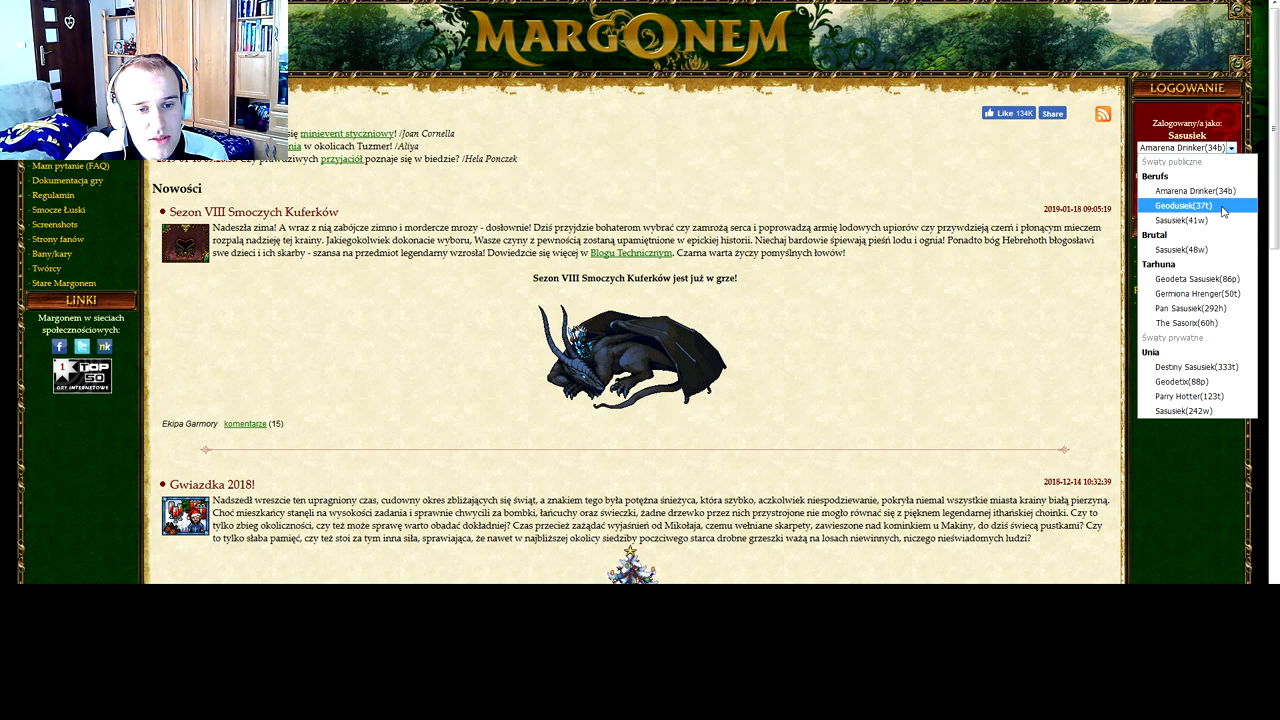 MARGONEM
się minievent styczniowy! /Joan Cornella
nia w okolicach Tuzmer! /Aliya
prawdziwych przyjaciół poznaje się w biedzie? /Hela Ponczek
Like 134K
Share
LOGOWANIE
Zalogowany/a jako:
Sasusiek
Amarena Drinker(34b)
Światy publiczne
Berufs
Amarena Drinker(34b)
Geodusiek(37t)
Sasusiek(41w)
Brutal
Sasusiek(48w)
Tarhuna
Geodeta Sasusiek(86p)
Germiona Hrenger(50t)
Pan Sasusiek(292h)
The Sasorix(60h)
Światy prywatne
Unia
Destiny Sasusiek(333t)
Geodetix(88p)
Parry Hotter(123t)
Sasusiek(242w)
· Mam pytanie (FAQ)
· Dokumentacja gry
· Regulamin
· Smocze Łuski
· Screenshots
· Strony fanów
· Bany/kary
· Twórcy
· Stare Margonem
LINKI
Margonem w sieciach
społecznościowych:
f
t
nk
1 TOP
50
GRY INTERNETOWE
Nowości
• Sezon VIII Smoczych Kuferków
2019-01-18 09:05:19
Nadeszła zima! A wraz z nią zabójcze zimno i mordercze mrozy - dosłownie! Dziś przyjdzie bohaterom wybrać czy zamrożą serca i poprowadzą armię lodowych upiorów czy przywdzieją czerń i płonącym mieczem
rozpalą nadzieję tej krainy. Jakiegokolwiek dokonacie wyboru, Wasze czyny z pewnością zostaną upamiętnione w epickiej historii. Niechaj bardowie śpiewają pieśń lodu i ognia! Ponadto bóg Hebrehoth błogosławi
swe dzieci i ich skarby - szansa na przedmiot legendarny wzrosła! Dowiedzcie się więcej w Blogu Technicznym. Czarna warta życzy pomyślnych łowów!
Sezon VIII Smoczych Kuferków jest już w grze!
Ekipa Garmory komentarze (15)
• Gwiazdka 2018!
2018-12-14 10:32:39
Nadszedł wreszcie ten upragniony czas, cudowny okres zbliżających się świąt, a znakiem tego była potężna śnieżyca, która szybko, aczkolwiek niespodziewanie, pokryła niemal wszystkie miasta krainy białą pierzyną.
Choć mieszkańcy stanęli na wysokości zadania i sprawnie chwycili za bombki, łańcuchy oraz świeczki, żadne drzewko przez nich przystrojone nie mogło równać się z pięknem legendarnej ithańskiej choinki. Czy to
tylko zbieg okoliczności, czy też może sprawę warto obadać dokładniej? Czas przecież zażądać wyjaśnień od Mikołaja, czemu wełniane skarpety, zawieszone nad kominkiem u Makiny, do dziś świecą pustkami? Czy
to tylko słaba pamięć, czy też stoi za tym inna siła, sprawiająca, że nawet w najbliższej okolicy siedziby poczciwego starca drobne grzeszki ważą na losach niewinnych, niczego nieświadomych ludzi?